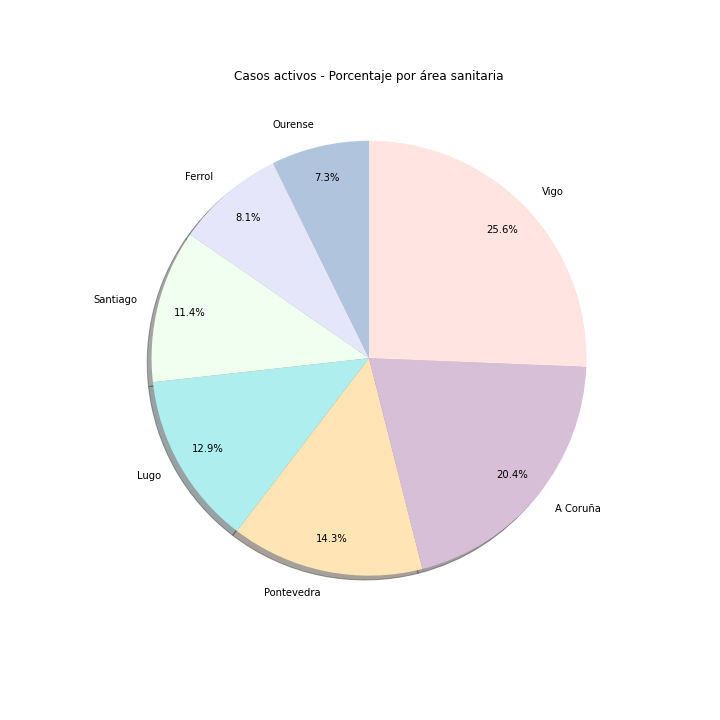 Casos activos - Porcentaje por área sanitaria
Ourense
7.3%
Ferrol
8.1%
Vigo
25.6%
Santiago
11.4%
Lugo
12.9%
A Coruña
20.4%
Pontevedra
14.3%